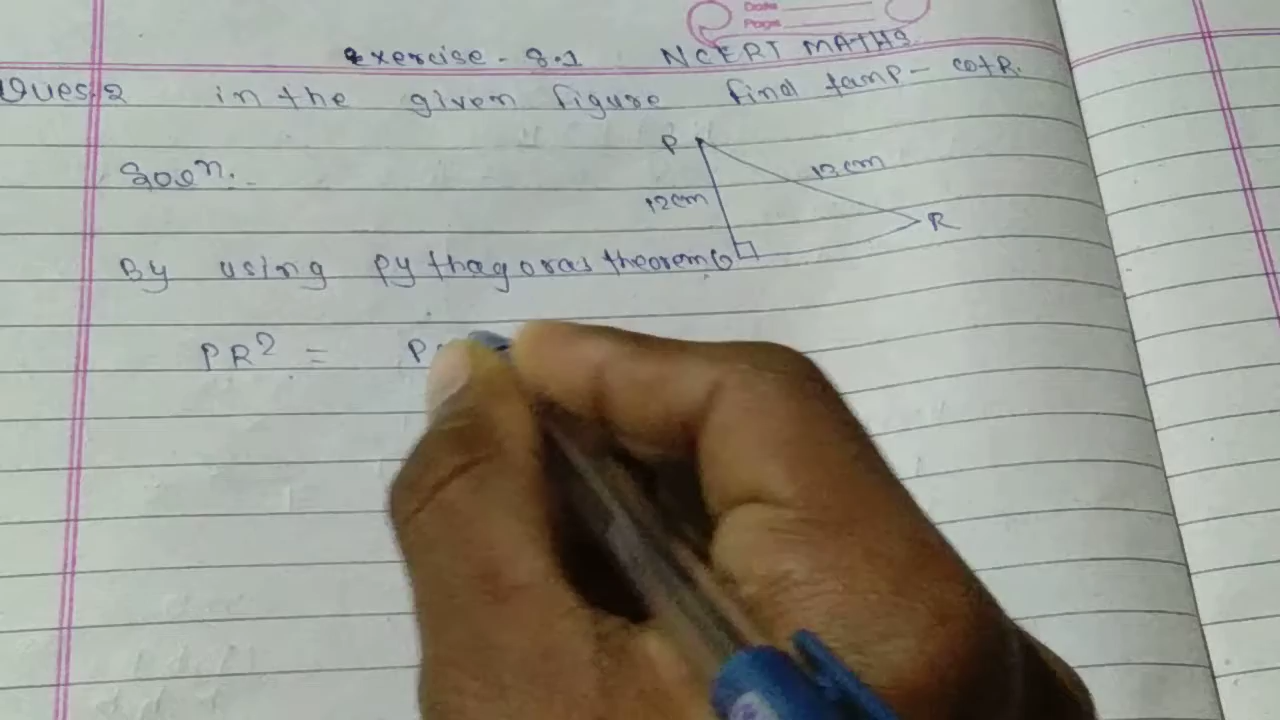 Date
Page
exercise - 8.1 NCERT MATHS
Ques-2 in the given figure find tanp - cotR.
P
Soln.
13cm
12cm
R
By using pythagoras theorem Q
PR² = P